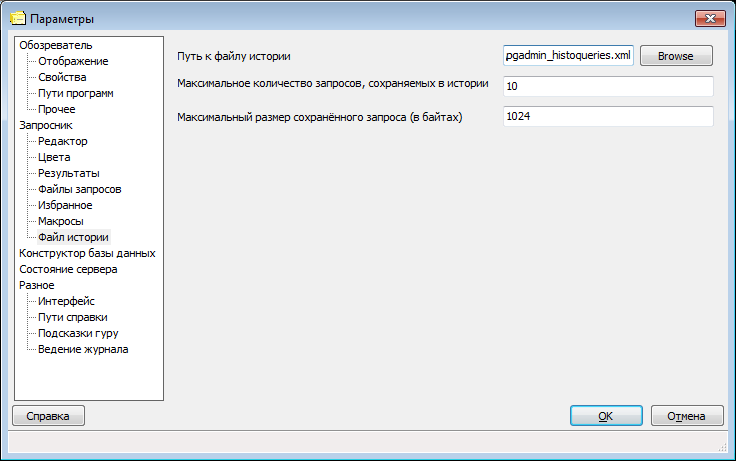 Параметры
Обозреватель
Отображение
Свойства
Пути программ
Прочее
Запросник
Редактор
Цвета
Результаты
Файлы запросов
Избранное
Макросы
Файл истории
Конструктор базы данных
Состояние сервера
Разное
Интерфейс
Пути справки
Подсказки гуру
Ведение журнала
Путь к файлу истории pgadmin_histoqueries.xml Browse
Максимальное количество запросов, сохраняемых в истории 10
Максимальный размер сохранённого запроса (в байтах) 1024
Справка OK Отмена